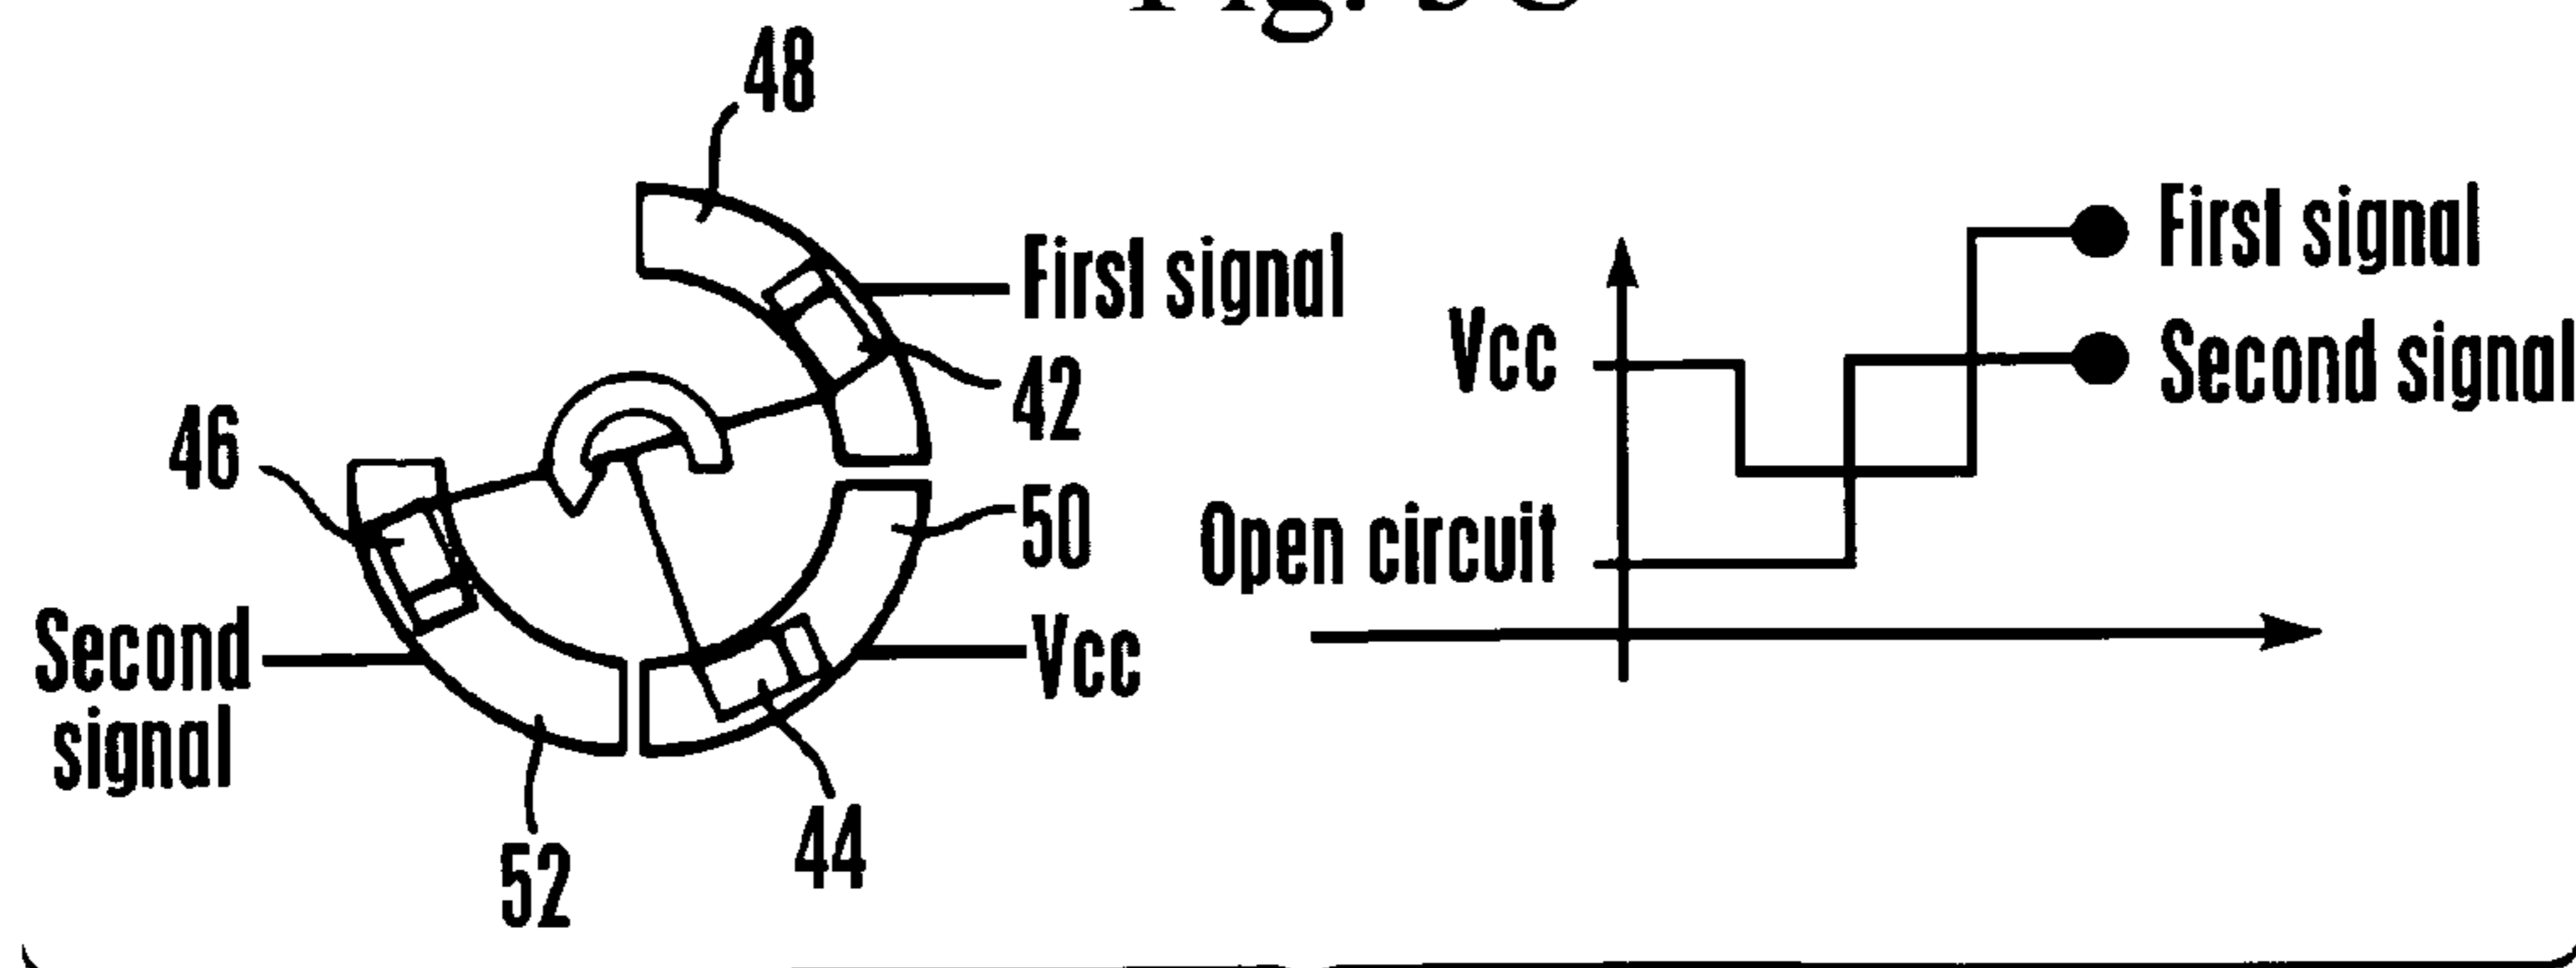 48
First signal
42
46
50
Second
signal
Vcc
44
52
First signal
Vcc
Second signal
Open circuit